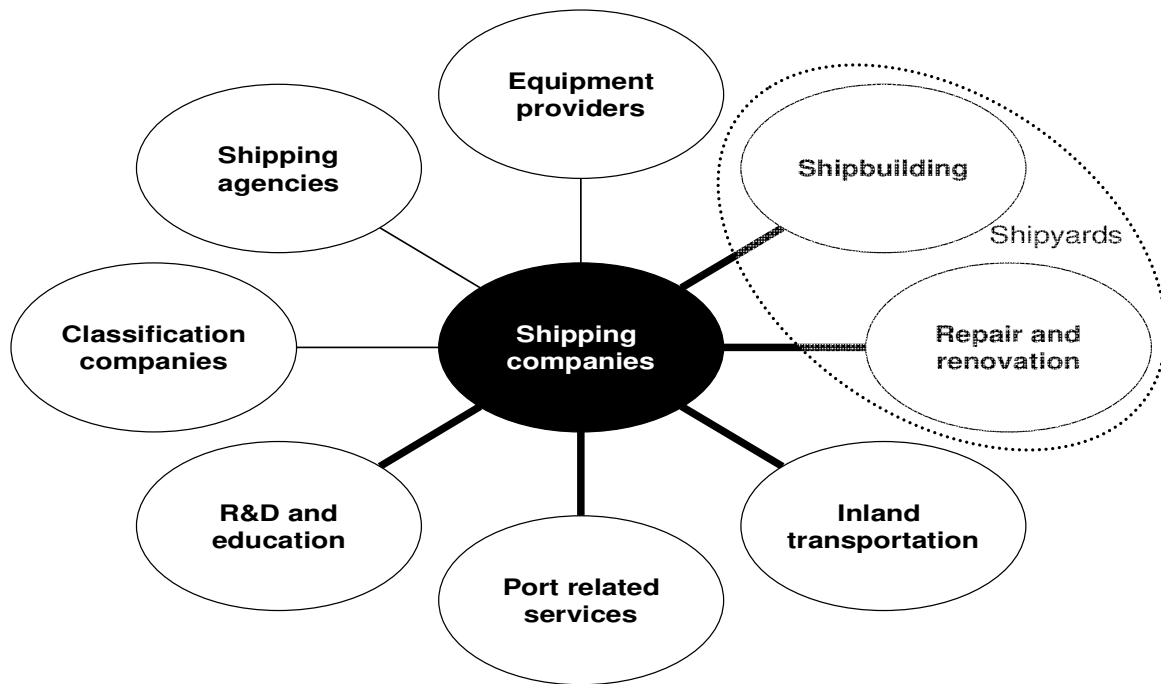 Equipment
providers
Shipping
agencies
Shipbuilding
Shipyards
Classification
companies
Shipping
companies
Repair and
renovation
R&D and
education
Inland
transportation
Port related
services